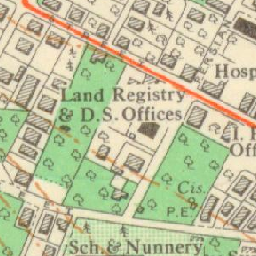 Hosp
Land Registry
& D.S. Offices
I. R
Off
Cis.
P.E.
Sch. & Nunnery
S